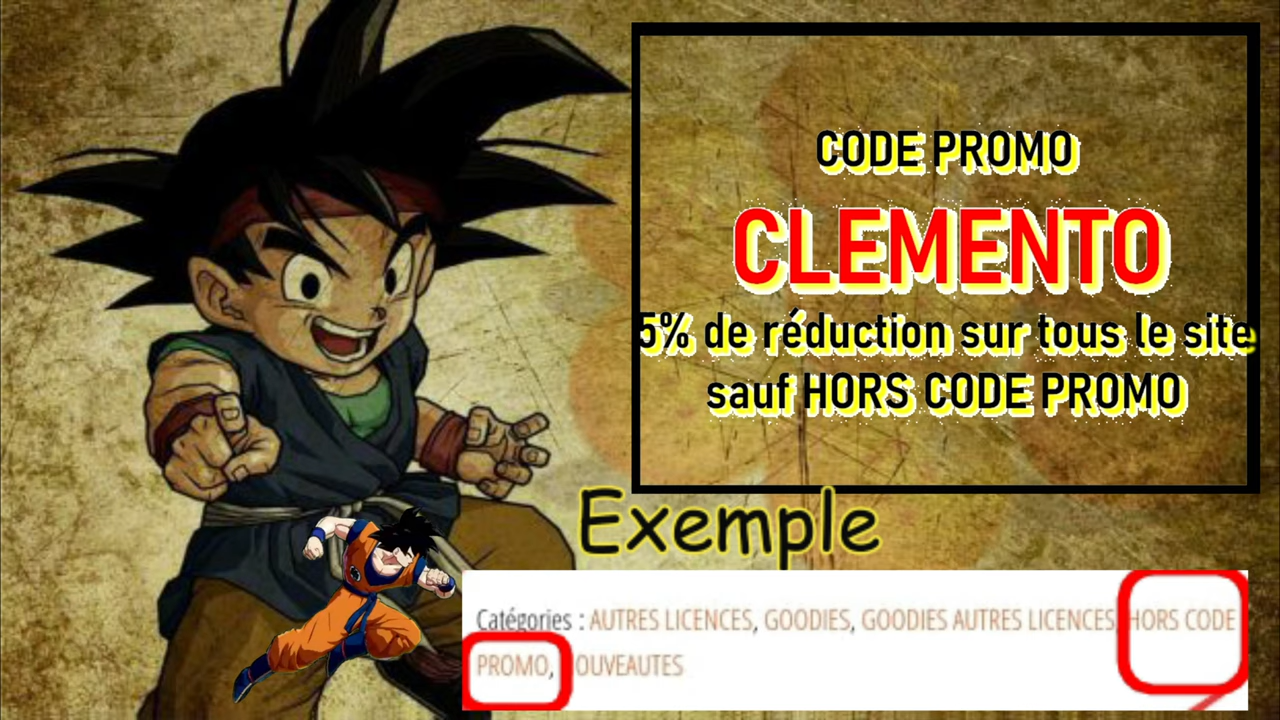 CODE PROMO
CLEMENTO
5% de réduction sur tous le site
sauf HORS CODE PROMO
Exemple
Catégories : AUTRES LICENCES, GOODIES, GOODIES AUTRES LICENCES, HORS CODE
PROMO, OUVEAUTES